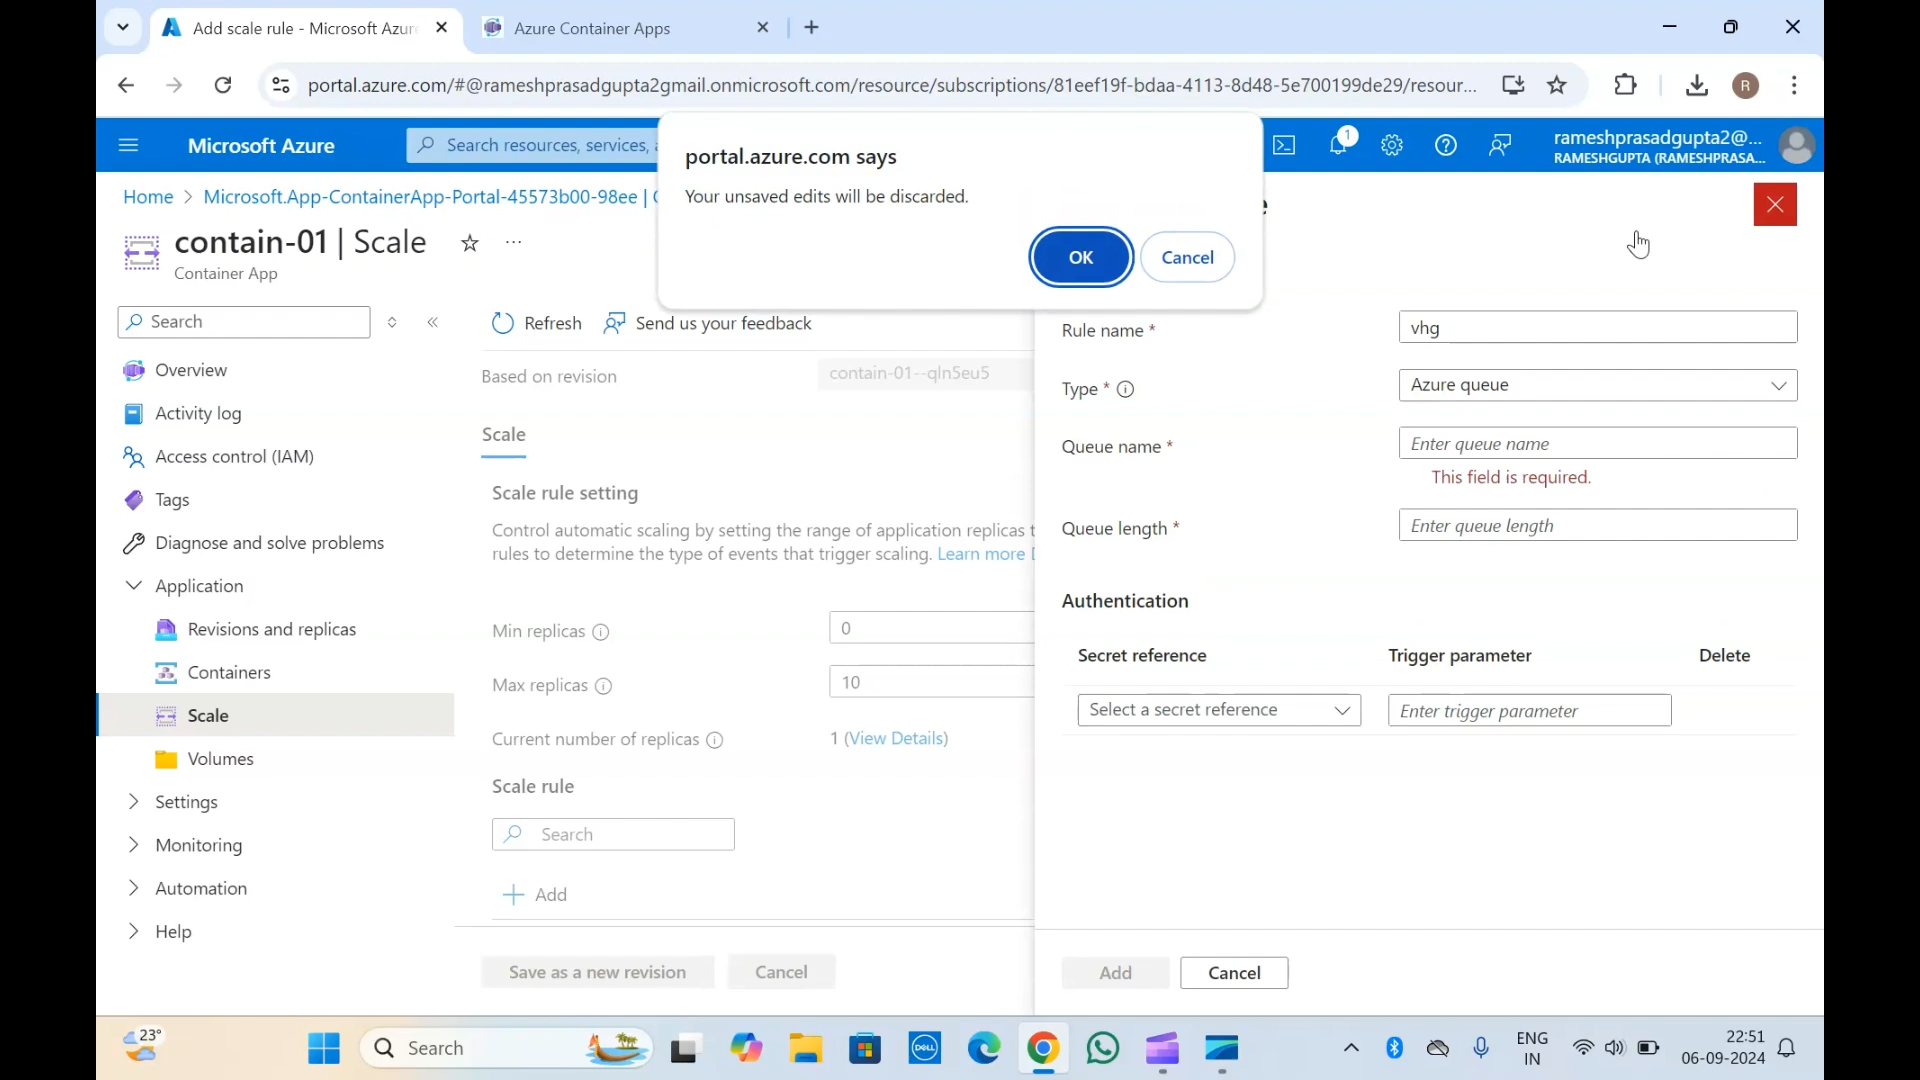 Add scale rule - Microsoft Azure
Azure Container Apps
portal.azure.com/#@rameshprasadgupta2gmail.onmicrosoft.com/resource/subscriptions/81eef19f-bdaa-4113-8d48-5e700199de29/resour...
R
Microsoft Azure
Search resources, services, a
1
rameshprasadgupta2@...
RAMESHGUPTA (RAMESHPRASA...
portal.azure.com says
Your unsaved edits will be discarded.
OK
Cancel
Home > Microsoft.App-ContainerApp-Portal-45573b00-98ee |
contain-01 | Scale
Container App
Search
Overview
Activity log
Access control (IAM)
Tags
Diagnose and solve problems
Application
Revisions and replicas
Containers
Scale
Volumes
Settings
Monitoring
Automation
Help
Refresh
Send us your feedback
Based on revision
contain-01--qln5eu5
Scale
Scale rule setting
Control automatic scaling by setting the range of application replicas t
rules to determine the type of events that trigger scaling. Learn more
Min replicas
0
Max replicas
10
Current number of replicas
1 (View Details)
Scale rule
Search
Add
Save as a new revision
Cancel
Rule name *
vhg
Type *
Azure queue
Queue name *
Enter queue name
This field is required.
Queue length *
Enter queue length
Authentication
Secret reference
Trigger parameter
Delete
Select a secret reference
Enter trigger parameter
Add
Cancel
23°
Search
DELL
ENG
IN
22:51
06-09-2024